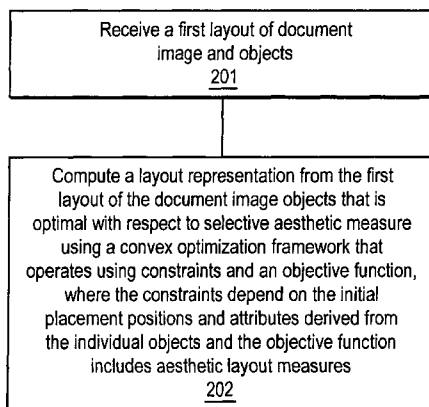 Receive a first layout of document
image and objects
201
Compute a layout representation from the first
layout of the document image objects that is
optimal with respect to selective aesthetic measure
using a convex optimization framework that
operates using constraints and an objective function,
where the constraints depend on the initial
placement positions and attributes derived from
the individual objects and the objective function
includes aesthetic layout measures
202